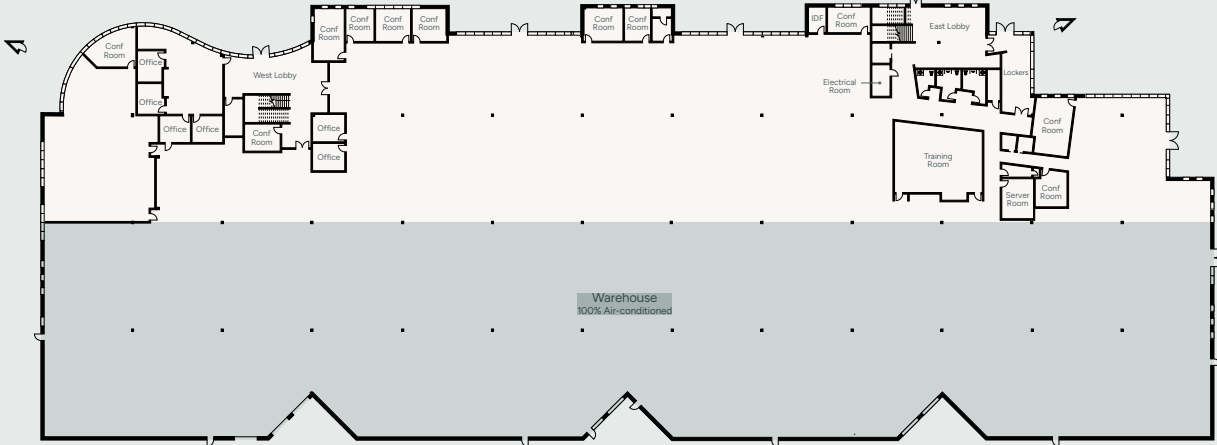 Conf
Room
Office
Office
Office
Office
West Lobby
Conf
Room
Office
Office
Conf
Room
Conf
Room
Conf
Room
Conf
Room
Conf
Room
Conf
Room
IDF
Conf
Room
East Lobby
Lockers
Electrical
Room
Conf
Room
Training
Room
Server
Room
Conf
Room
Warehouse
100% Air-conditioned